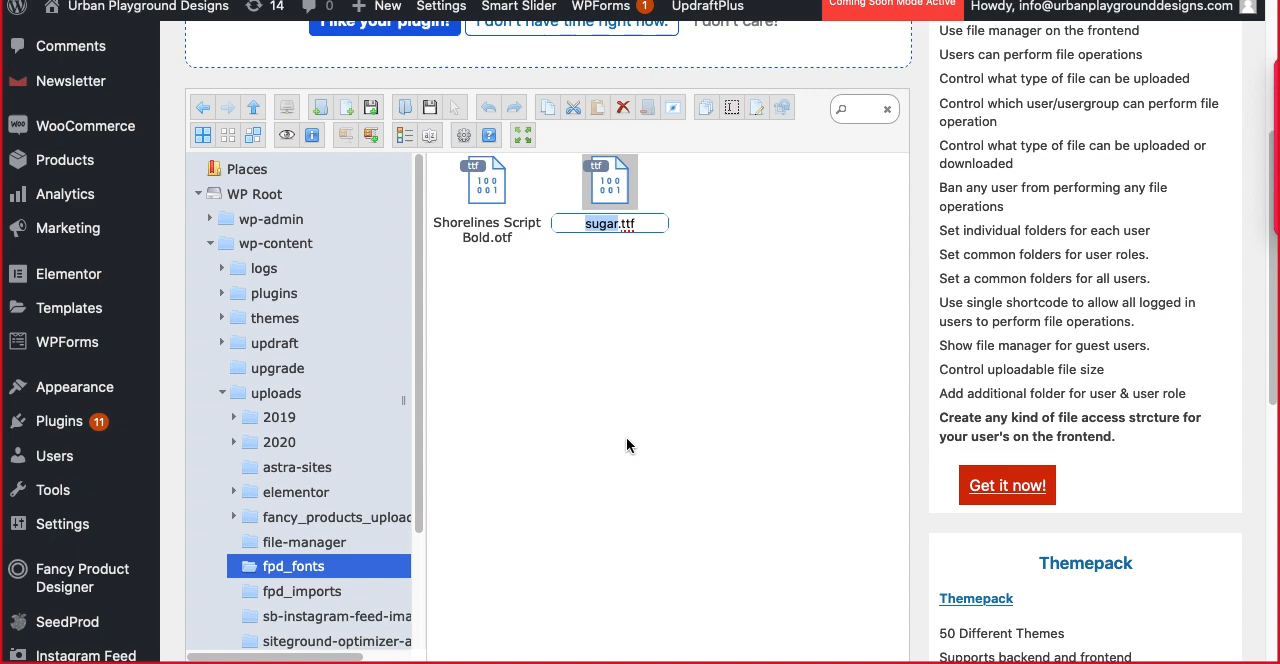 Urban Playground Designs
14
0
New
Settings
Smart Slider
WPForms
1
UpdraftPlus
Coming Soon Mode Active
Howdy, info@urbanplaygrounddesigns.com
Comments
Newsletter
WooCommerce
Products
Analytics
Marketing
Elementor
Templates
WPForms
Appearance
Plugins
11
Users
Tools
Settings
Fancy Product
Designer
SeedProd
Instagram Feed
I like your plugin!
I don't have time right now.
I don't care!
Places
WP Root
wp-admin
wp-content
logs
plugins
themes
updraft
upgrade
uploads
2019
2020
astra-sites
elementor
fancy_products_uploac
file-manager
fpd_fonts
fpd_imports
sb-instagram-feed-ima
siteground-optimizer-a
ttf
100
001
Shorelines Script
Bold.otf
ttf
100
001
sugar.ttf
Use file manager on the frontend
Users can perform file operations
Control what type of file can be uploaded
Control which user/usergroup can perform file
operation
Control what type of file can be uploaded or
downloaded
Ban any user from performing any file
operations
Set individual folders for each user
Set common folders for user roles.
Set a common folders for all users.
Use single shortcode to allow all logged in
users to perform file operations.
Show file manager for guest users.
Control uploadable file size
Add additional folder for user & user role
Create any kind of file access strcture for
your user's on the frontend.
Get it now!
Themepack
Themepack
50 Different Themes
Supports backend and frontend